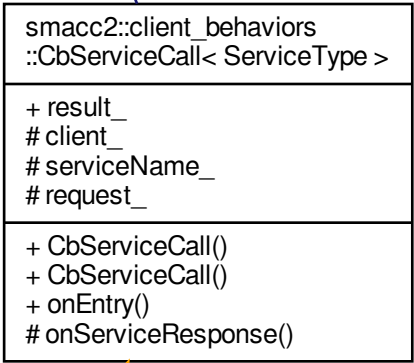 smacc2::client_behaviors
::CbServiceCall< ServiceType >
+ result_
# client_
# serviceName_
# request_
+ CbServiceCall()
+ CbServiceCall()
+ onEntry()
# onServiceResponse()